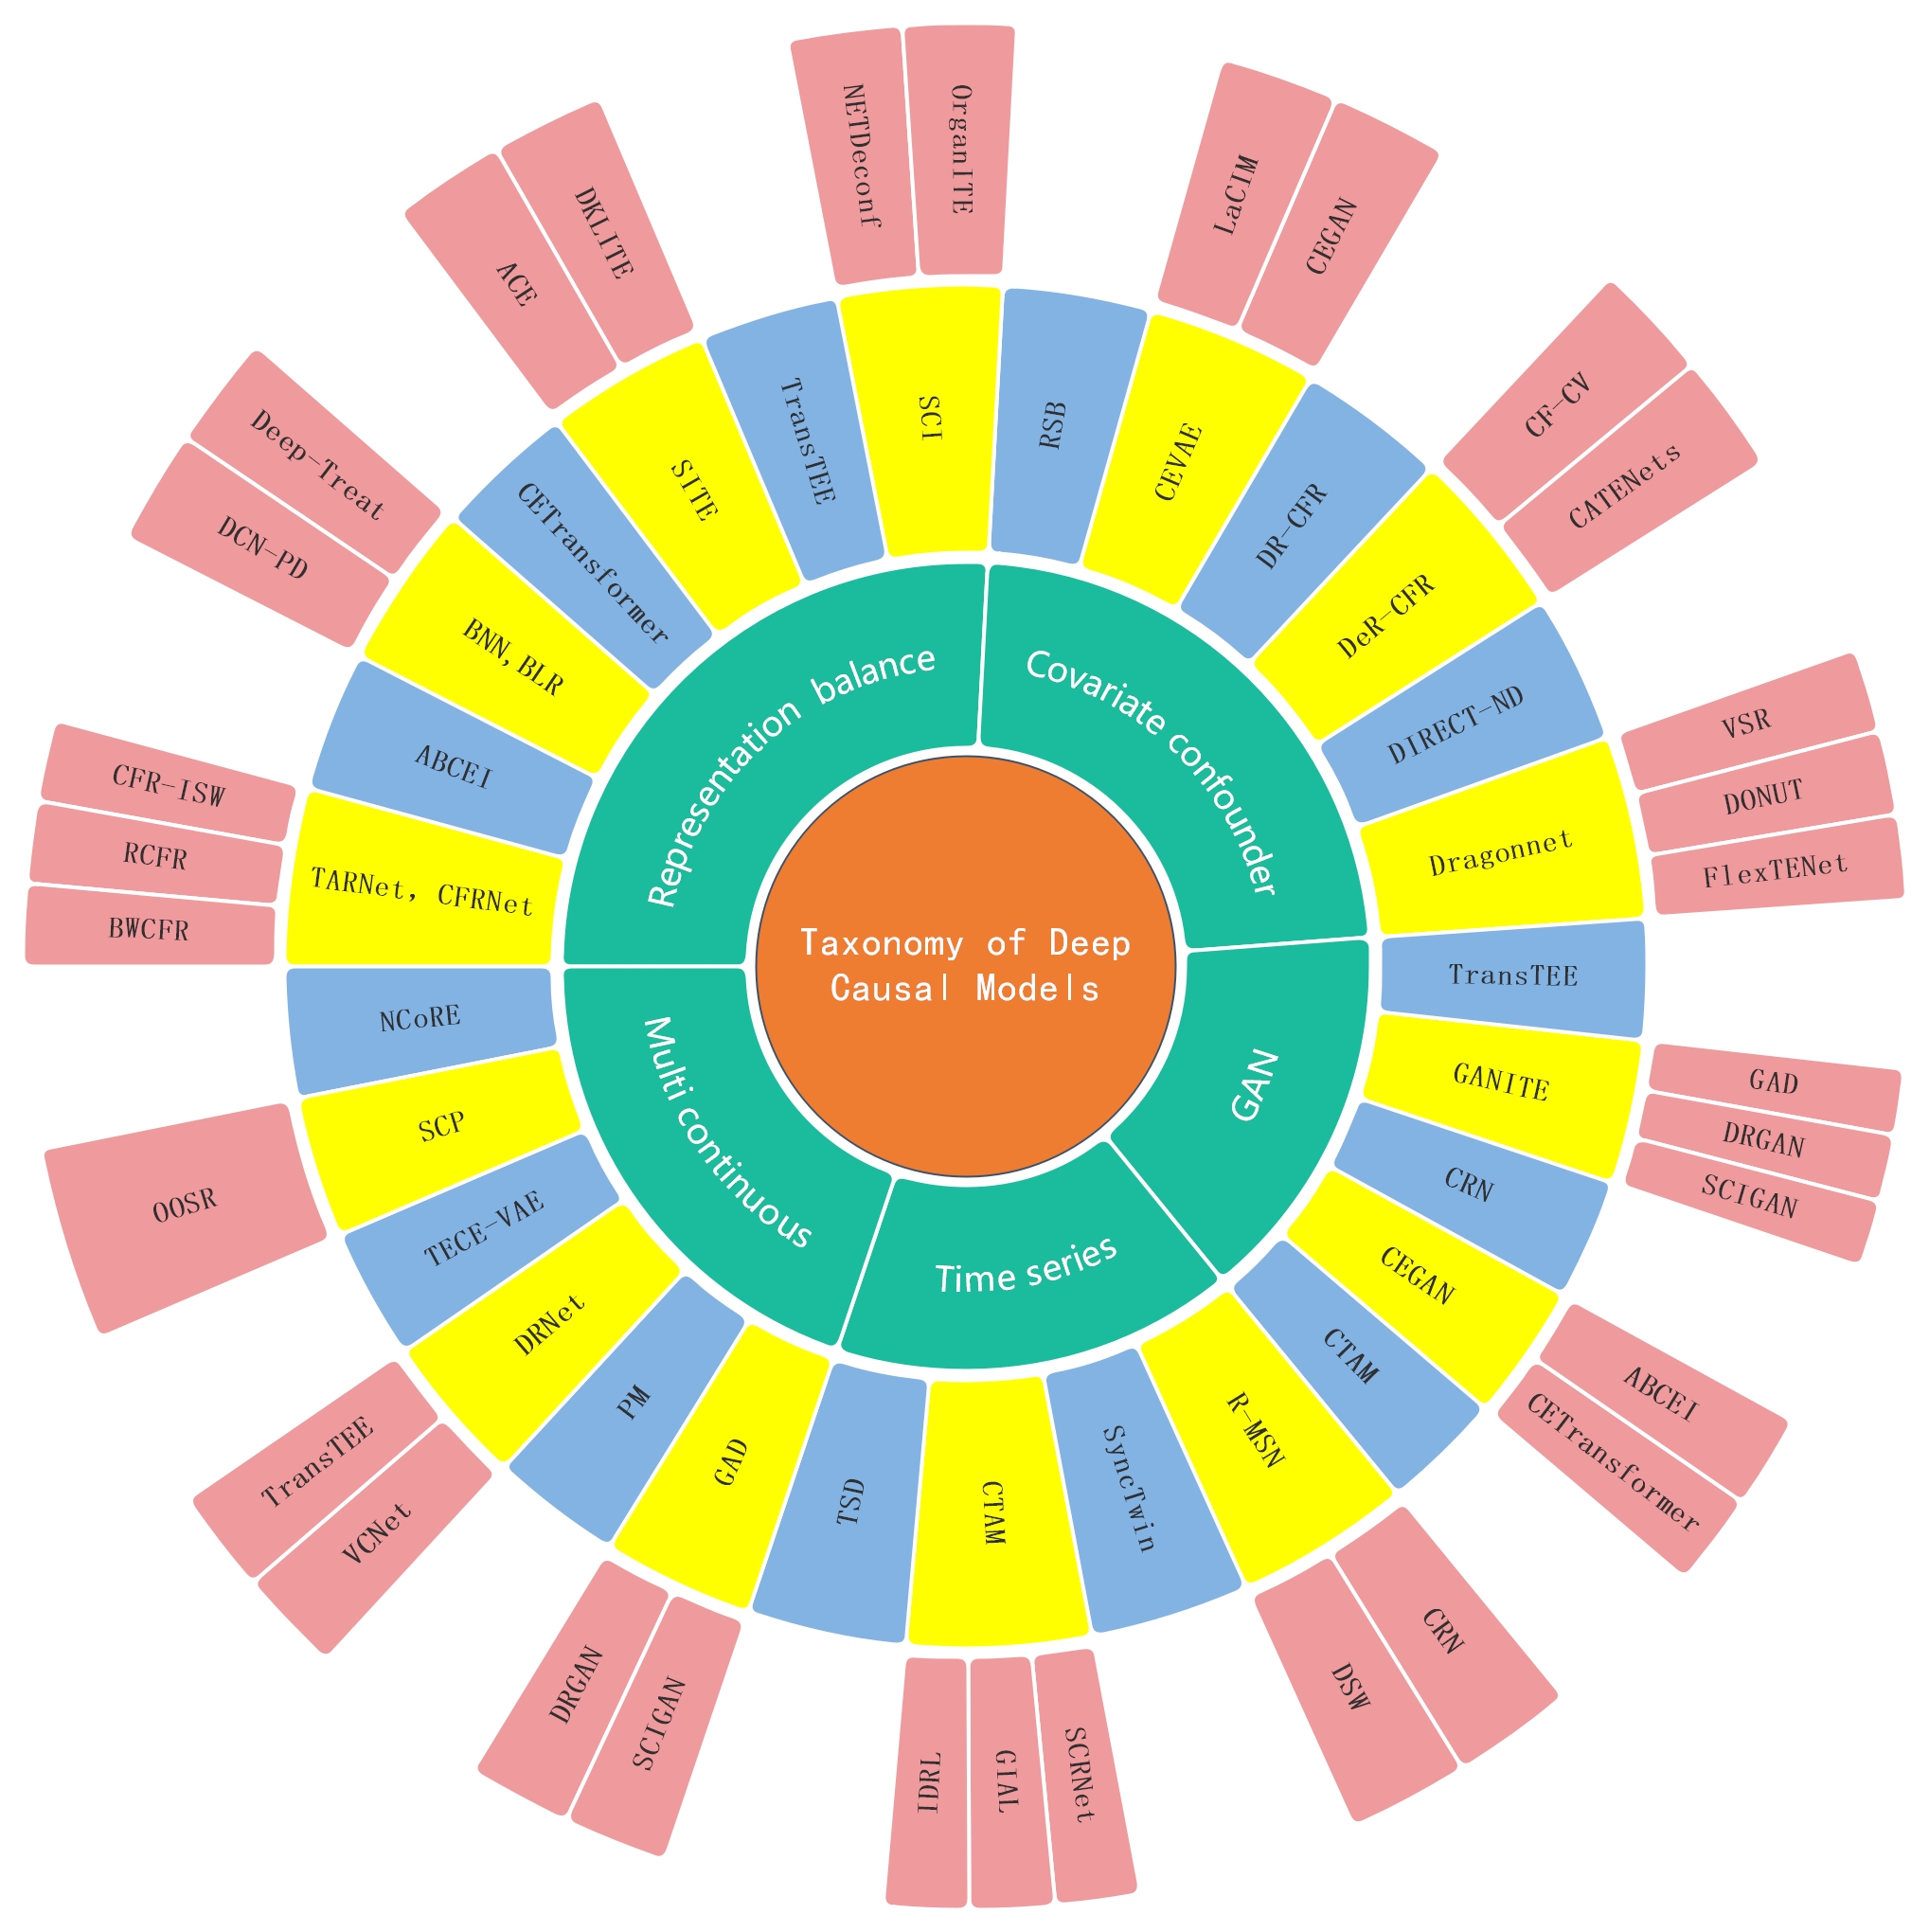 Taxonomy of Deep
Causal Models
Representation balance
Covariate confounder
GAN
Time series
Multi continuous
TARNet, CFRNet
ABCEI
BNN,BLR
CETransformer
SITE
TransTEE
SCI
RSB
CEVAE
DR-CFR
DeR-CFR
DIRECT-ND
Dragonnet
TransTEE
GANITE
CRN
CEGAN
CTAM
R-MSN
SyncTwin
CTAM
TSD
GAD
PM
DRNet
TECE-VAE
SCP
NCoRE
BWCFR
RCFR
CFR-ISW
DCN-PD
Deep-Treat
ACE
DKLITE
NETDeconf
OrganITE
LaCIM
CEGAN
CF-CV
CATENets
VSR
DONUT
FlexTENet
GAD
DRGAN
SCIGAN
ABCEI
CETransformer
CRN
DSW
SCRNet
GIAL
IDRL
SCIGAN
DRGAN
VCNet
TransTEE
OOSR